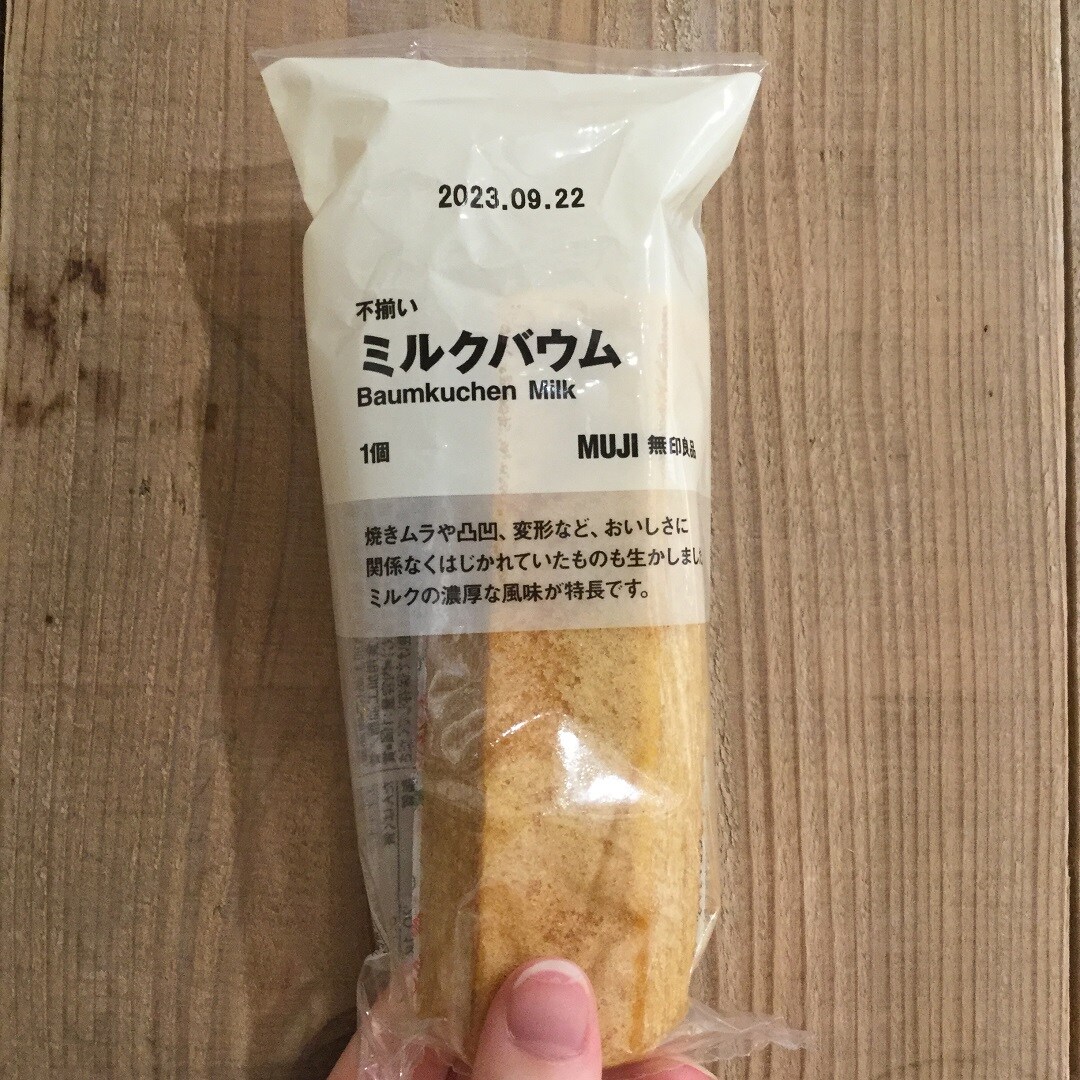 2023.09.22
不揃い
ミルクバウム
Baumkuchen Milk
1個
MUJI 無印良品
焼きムラや凸凹、変形など、おいしさに
関係なくはじかれていたものも生かしまし
ミルクの濃厚な風味が特長です。